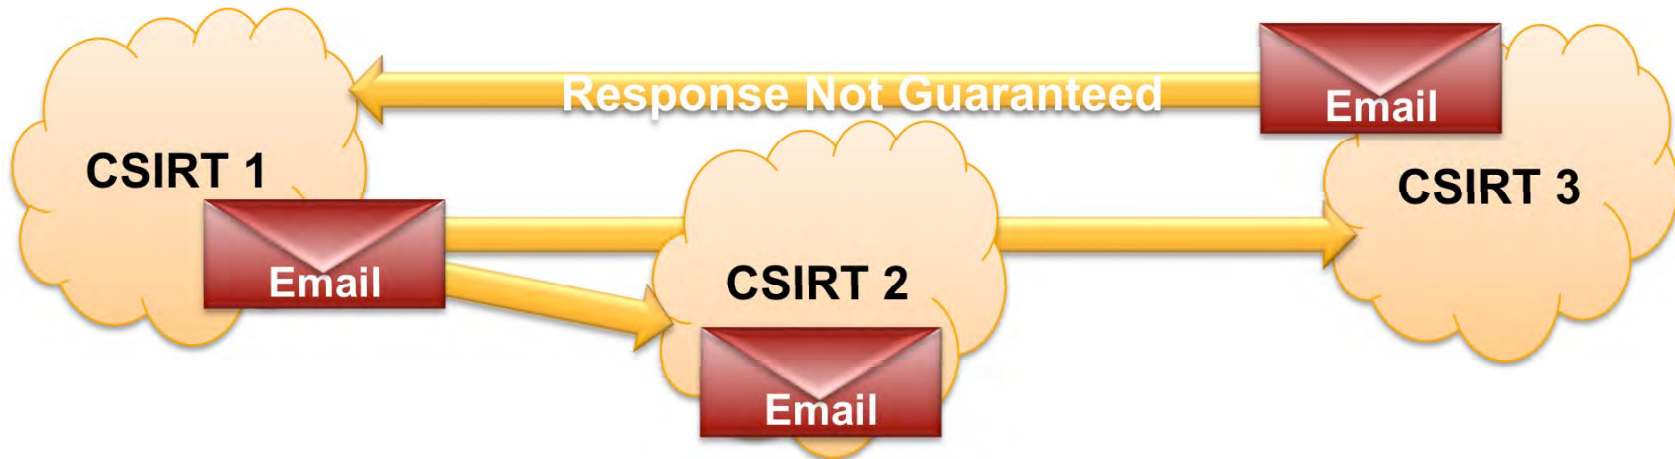 Response Not Guaranteed
Email
CSIRT 1
CSIRT 3
Email
CSIRT 2
Email